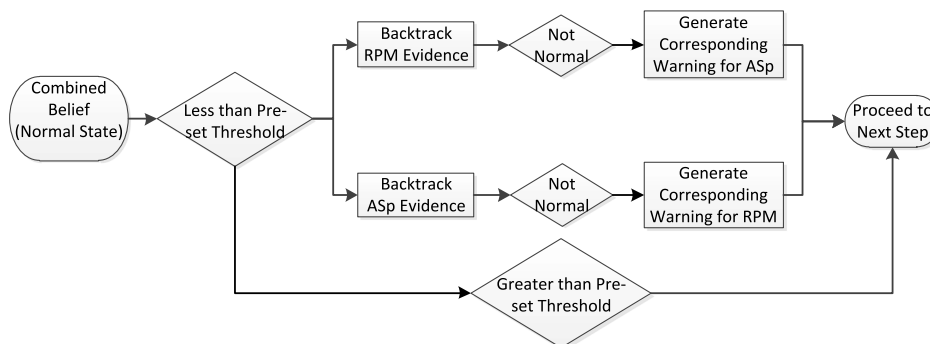 Combined
Belief
(Normal State)
Less than Pre-
set Threshold
Backtrack
RPM Evidence
Not
Normal
Generate
Corresponding
Warning for ASp
Backtrack
ASp Evidence
Not
Normal
Generate
Corresponding
Warning for RPM
Proceed to
Next Step
Greater than Pre-
set Threshold